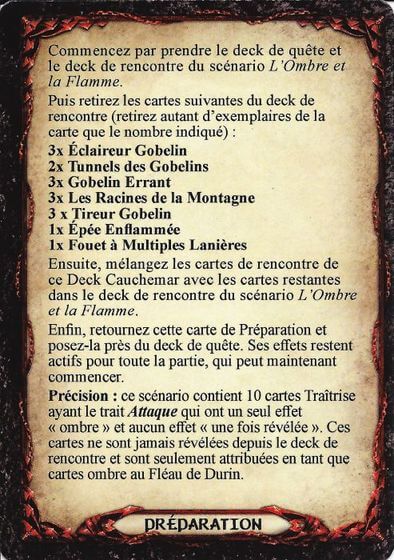 Commencez par prendre le deck de quête et
le deck de rencontre du scénario L'Ombre et
la Flamme.
Puis retirez les cartes suivantes du deck de
rencontre (retirez autant d'exemplaires de la
carte que le nombre indiqué) :
3x Éclaireur Gobelin
2x Tunnels des Gobelins
3x Gobelin Errant
3x Les Racines de la Montagne
3 x Tireur Gobelin
1x Épée Enflammée
1x Fouet à Multiples Lanières
Ensuite, mélangez les cartes de rencontre de
ce Deck Cauchemar avec les cartes restantes
dans le deck de rencontre du scénario L'Ombre
et la Flamme.
Enfin, retournez cette carte de Préparation et
posez-la près du deck de quête. Ses effets restent
actifs pour toute la partie, qui peut maintenant
commencer.
Précision : ce scénario contient 10 cartes Traîtrise
ayant le trait Attaque qui ont un seul effet
« ombre » et aucun effet « une fois révélée ». Ces
cartes ne sont jamais révélées depuis le deck de
rencontre et sont seulement attribuées en tant que
cartes ombre au Fléau de Durin.
PRÉPARATION